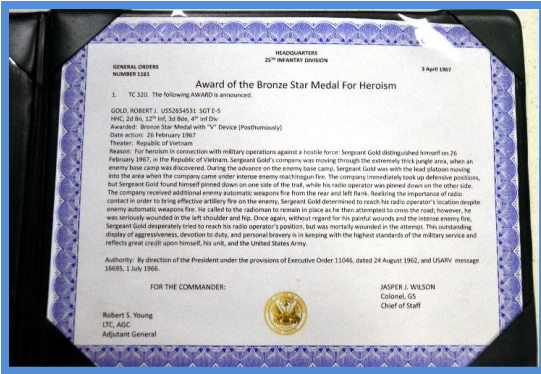 HEADQUARTERS
25TH INFANTRY DIVISION
GENERAL ORDERS
NUMBER 1161
3 April 1967
Award of the Bronze Star Medal For Heroism
1. TC 320. The following AWARD is announced.
GOLD, ROBERT J. US52654531 SGT E-5
HHC, 2d Bn, 12th Inf, 3d Bde, 4th Inf Div
Awarded: Bronze Star Medal with "V" Device (Posthumously)
Date action: 26 February 1967
Theater: Republic of Vietnam
Reason: For heroism in connection with military operations against a hostile force: Sergeant Gold distinguished himself on 26
February 1967, in the Republic of Vietnam. Sergeant Gold's company was moving through the extremely thick jungle area, when an
enemy base camp was discovered. During the advance on the enemy base camp, Sergeant Gold was with the lead platoon moving
into the area when the company came under intense enemy machinegun fire. The company immediately took up defensive positions,
but Sergeant Gold found himself pinned down on one side of the trail, while his radio operator was pinned down on the other side.
The company received additional enemy automatic weapons fire from the rear and left flank. Realizing the importance of radio
contact in order to bring effective artillery fire on the enemy, Sergeant Gold determined to reach his radio operator's location despite
enemy automatic weapons fire. He called to the radioman to remain in place as he then attempted to cross the road; however, he
was seriously wounded in the left shoulder and hip. Once again, without regard for his painful wounds and the intense enemy fire,
Sergeant Gold desperately tried to reach his radio operator's position, but was mortally wounded in the attempt. This outstanding
display of aggressiveness, devotion to duty, and personal bravery is in keeping with the highest standards of the military service and
reflects great credit upon himself, his unit, and the United States Army.
Authority: By direction of the President under the provisions of Executive Order 11046, dated 24 August 1962, and USARV message
16695, 1 July 1966.
FOR THE COMMANDER:
JASPER J. WILSON
Colonel, GS
Chief of Staff
Robert S. Young
LTC, AGC
Adjutant General